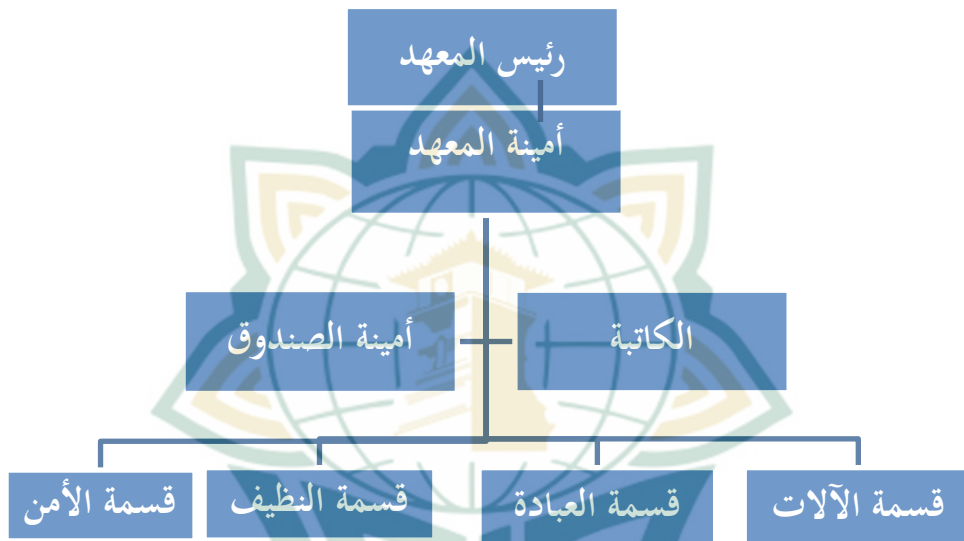 رئيس المعهد
أمينة المعهد
الكاتبة
أمينة الصندوق
قسمة الآلات
قسمة العبادة
قسمة النظيف
قسمة الأمن